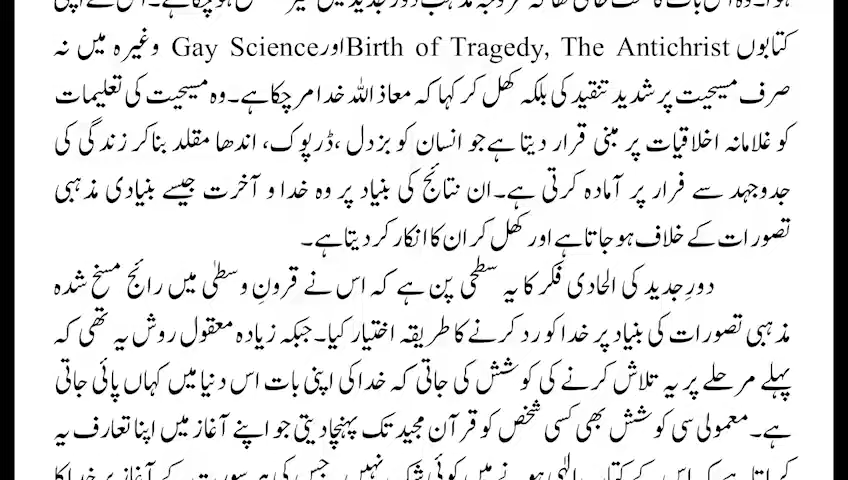 کتابوں Birth of Tragedy, The Antichrist اور Gay Science وغیرہ میں نہ
صرف مسیحیت پر شدید تنقید کی بلکہ کھل کر کہا کہ معاذ اللہ خدا مر چکا ہے۔ وہ مسیحیت کی تعلیمات
کو غلامانہ اخلاقیات پر مبنی قرار دیتا ہے جو انسان کو بزدل، ڈرپوک، اندھا مقلد بنا کر زندگی کی
جدوجہد سے فرار پر آمادہ کرتی ہے۔ ان نتائج کی بنیاد پر وہ خدا و آخرت جیسے بنیادی مذہبی
تصورات کے خلاف ہو جاتا ہے اور کھل کر ان کا انکار کر دیتا ہے۔
دورِ جدید کی الحادی فکر کا یہ سطحی پن ہے کہ اس نے قرونِ وسطیٰ میں رائج مسخ شدہ
مذہبی تصورات کی بنیاد پر خدا کو رد کرنے کا طریقہ اختیار کیا۔ جبکہ زیادہ معقول روش یہ تھی کہ
پہلے مرحلے پر یہ تلاش کرنے کی کوشش کی جاتی کہ خدا کی اپنی بات اس دنیا میں کہاں پائی جاتی
ہے۔ معمولی سی کوشش بھی کسی شخص کو قرآن مجید تک پہنچا دیتی جو اپنے آغاز میں اپنا تعارف یہ